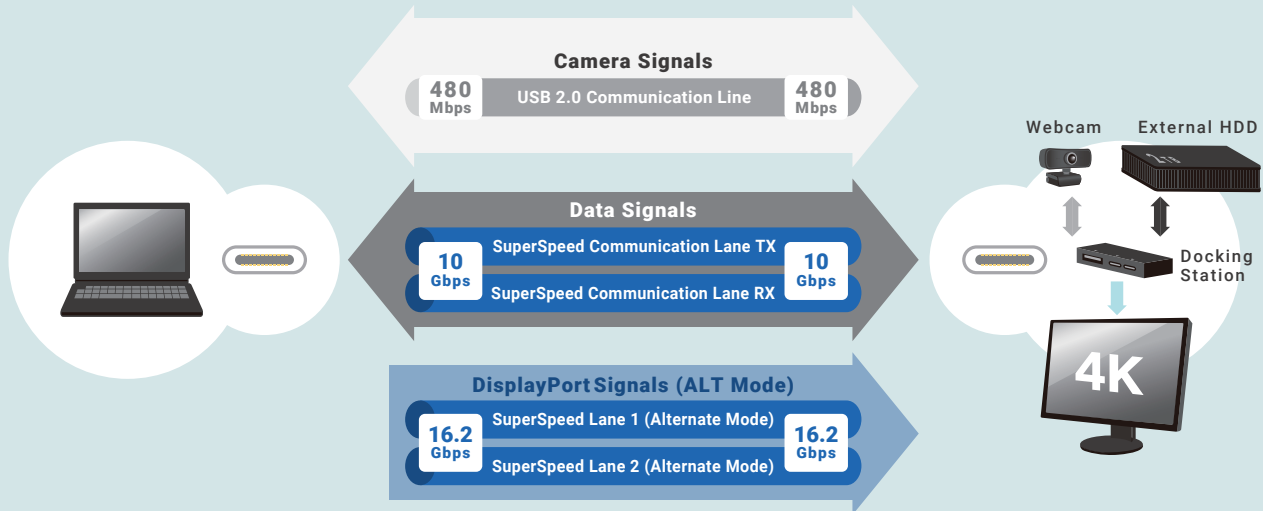 Camera Signals
480
Mbps
USB 2.0 Communication Line
480
Mbps
Webcam
External HDD
2TB
Data Signals
SuperSpeed Communication Lane TX
10
Gbps
10
Gbps
SuperSpeed Communication Lane RX
Docking
Station
DisplayPort Signals (ALT Mode)
SuperSpeed Lane 1 (Alternate Mode)
16.2
Gbps
16.2
Gbps
SuperSpeed Lane 2 (Alternate Mode)
4K